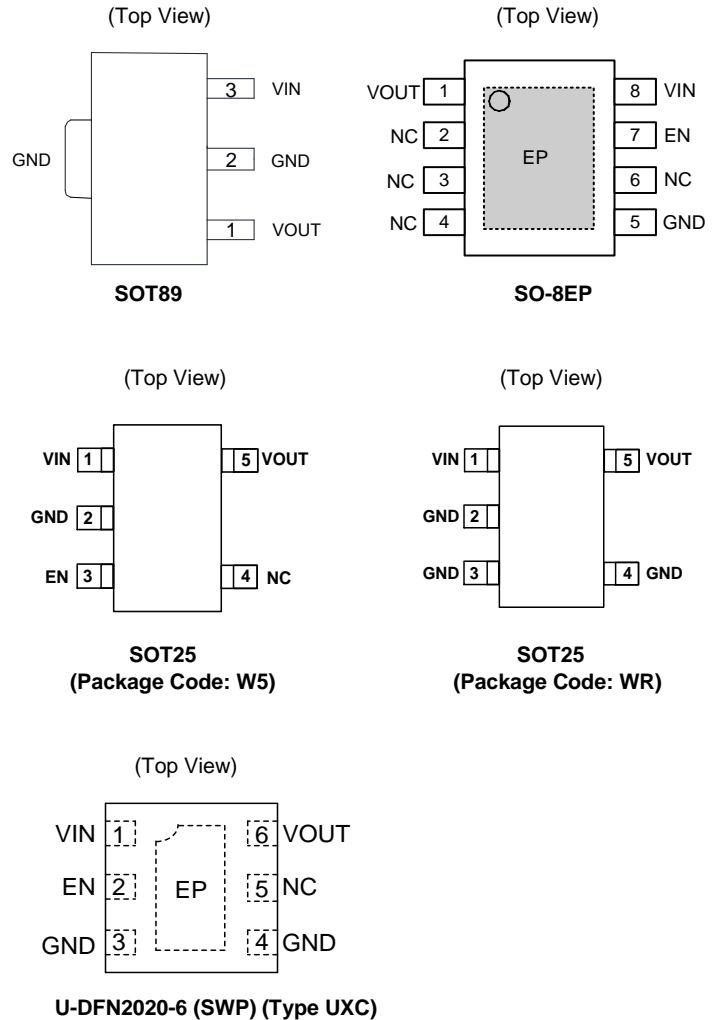 (Top View)
3 VIN
GND
2 GND
1 VOUT
SOT89
(Top View)
VOUT 1
8 VIN
NC 2
7 EN
EP
NC 3
6 NC
NC 4
5 GND
SO-8EP
(Top View)
VIN 1
5 VOUT
GND 2
EN 3
4 NC
SOT25
(Package Code: W5)
(Top View)
VIN 1
5 VOUT
GND 2
GND 3
4 GND
SOT25
(Package Code: WR)
(Top View)
VIN 1
6 VOUT
EN 2
EP
5 NC
GND 3
4 GND
U-DFN2020-6 (SWP) (Type UXC)